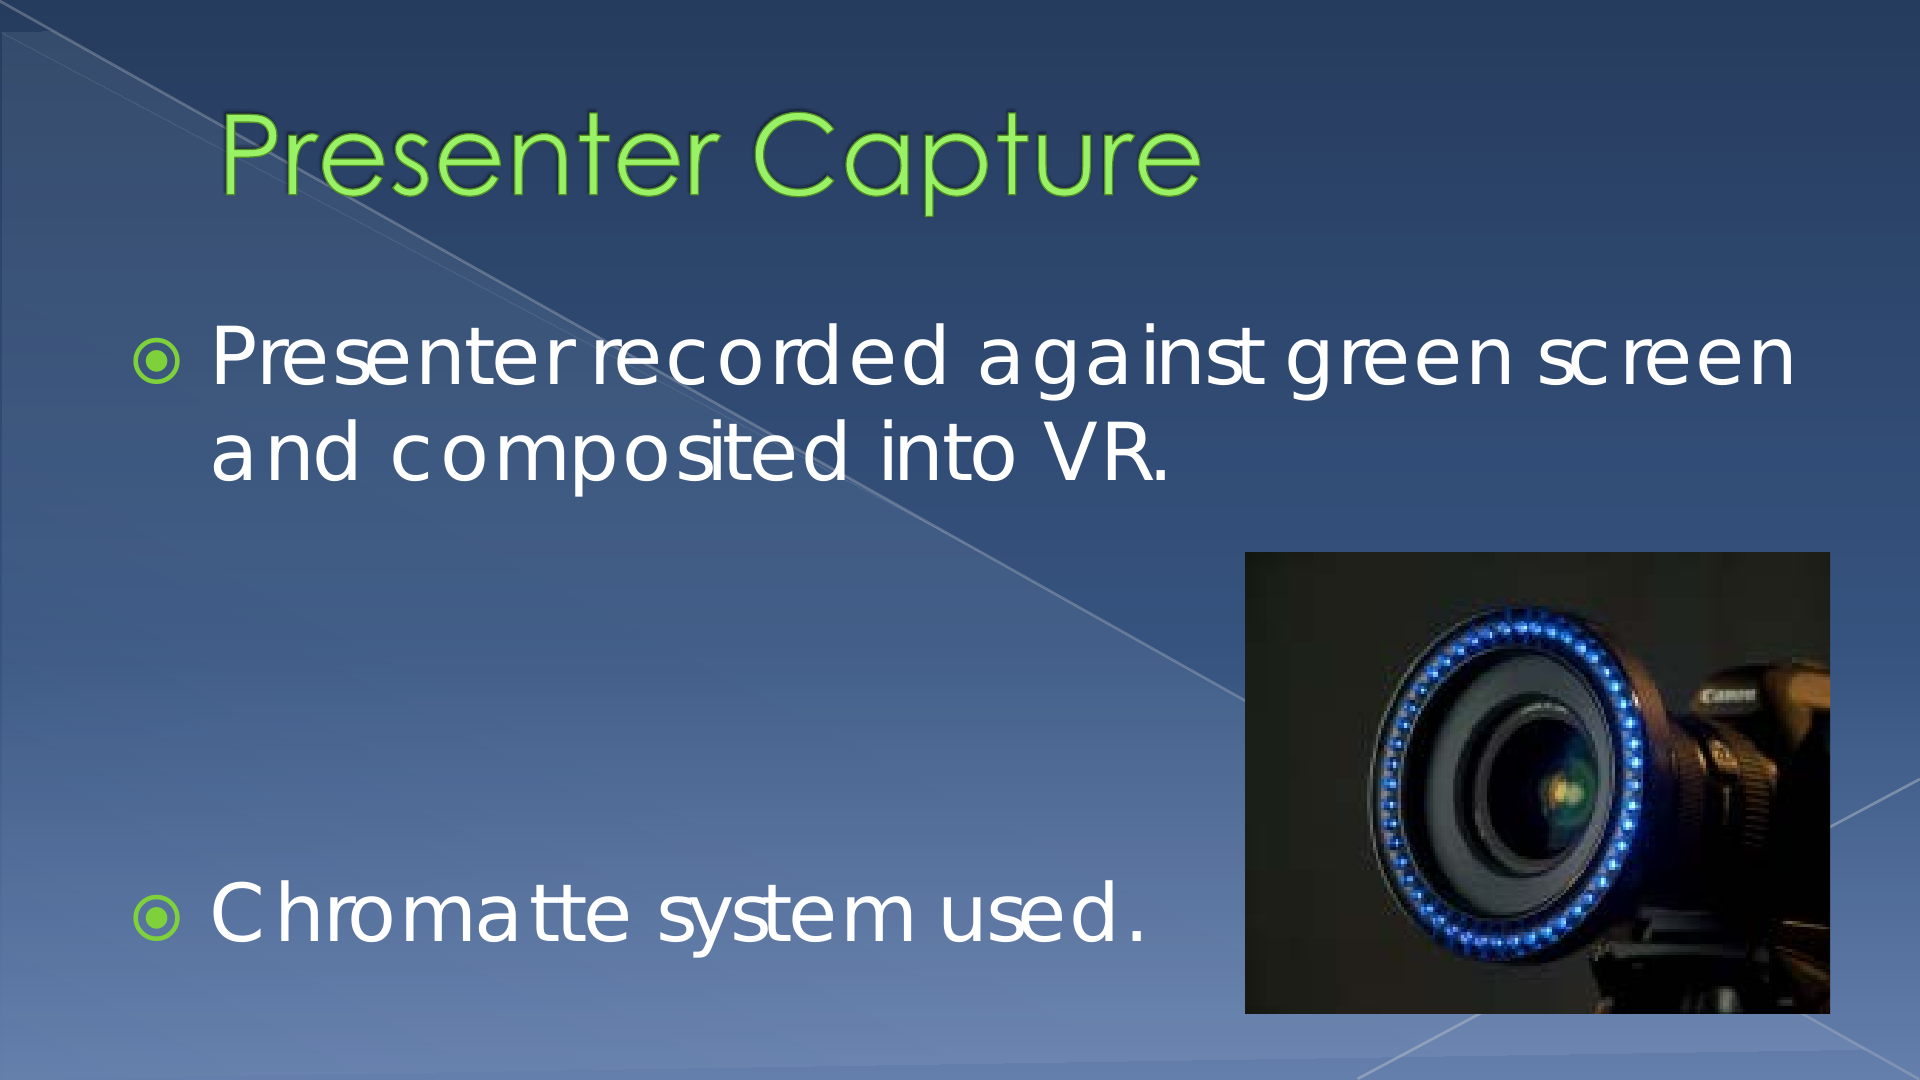 Presenter Capture
Presenter recorded against green screen
and composited into VR.
Canon
Chromatte system used.